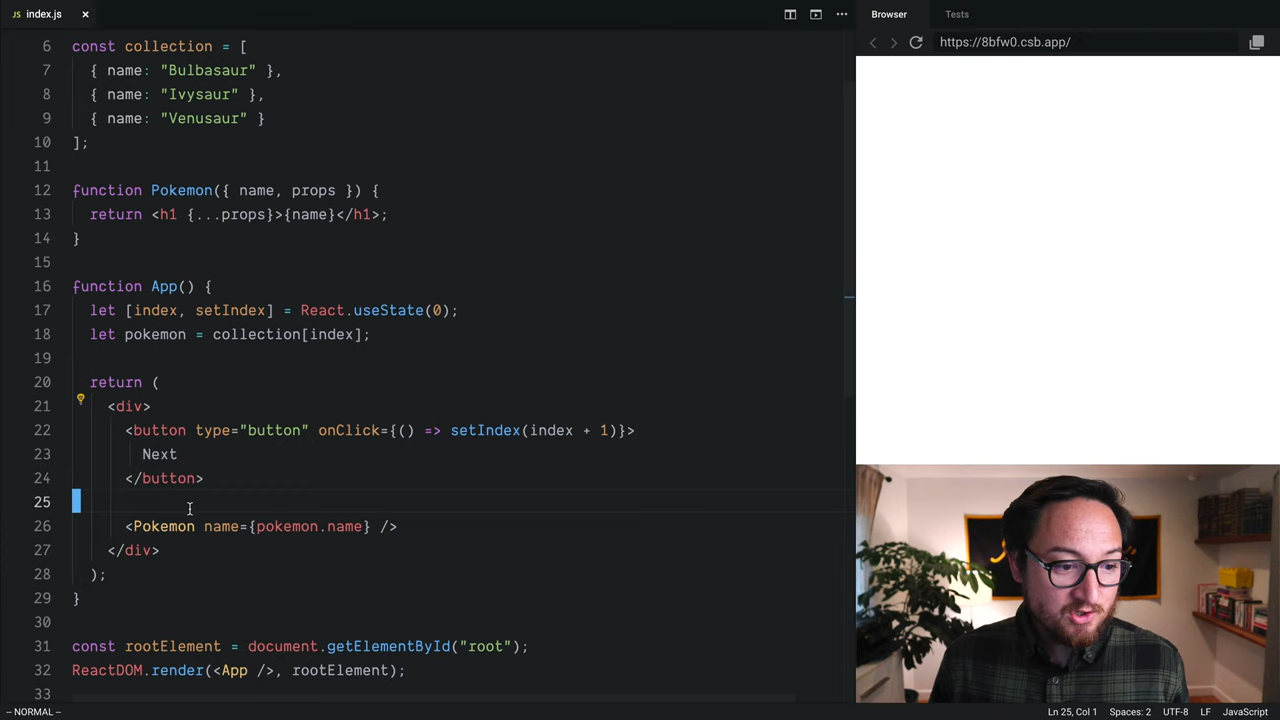 JS index.js ×
Browser Tests
https://8bfw0.csb.app/
6 const collection = [
7 { name: "Bulbasaur" },
8 { name: "Ivysaur" },
9 { name: "Venusaur" }
10 ];
11
12 function Pokemon({ name, props }) {
13 return <h1 {...props}>{name}</h1>;
14 }
15
16 function App() {
17 let [index, setIndex] = React.useState(0);
18 let pokemon = collection[index];
19
20 return (
21 <div>
22 <button type="button" onClick={() => setIndex(index + 1)}>
23 Next
24 </button>
25
26 <Pokemon name={pokemon.name} />
27 </div>
28 );
29 }
30
31 const rootElement = document.getElementById("root");
32 ReactDOM.render(<App />, rootElement);
33
-- NORMAL -- Ln 25, Col 1 Spaces: 2 UTF-8 LF JavaScript